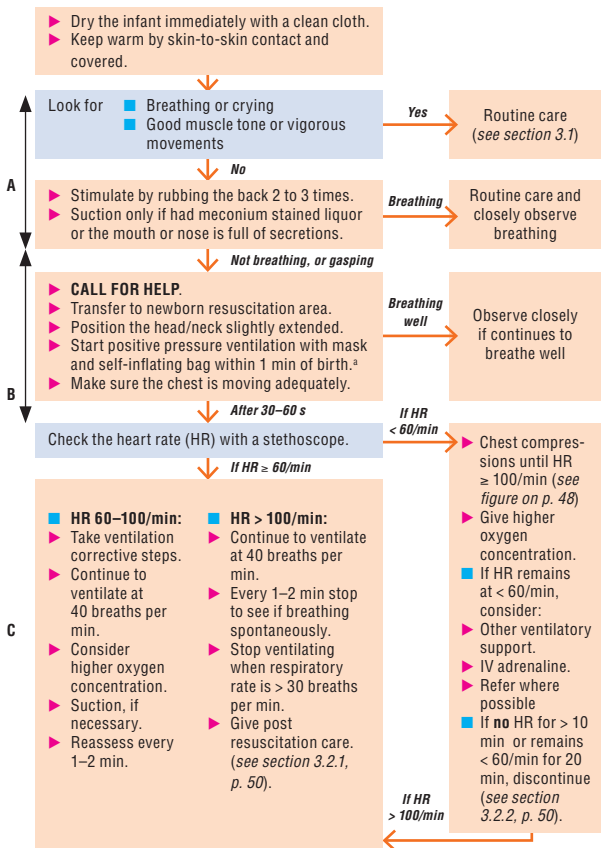 Dry the infant immediately with a clean cloth.
Keep warm by skin-to-skin contact and
covered.
Look for
Breathing or crying
Good muscle tone or vigorous
movements
Yes
Routine care
(see section 3.1)
A
No
Stimulate by rubbing the back 2 to 3 times.
Suction only if had meconium stained liquor
or the mouth or nose is full of secretions.
Breathing
Routine care and
closely observe
breathing
Not breathing, or gasping
CALL FOR HELP.
Transfer to newborn resuscitation area.
Position the head/neck slightly extended.
Start positive pressure ventilation with mask
and self-inflating bag within 1 min of birth.ª
Make sure the chest is moving adequately.
Breathing
well
Observe closely
if continues to
breathe well
B
After 30–60 s
Check the heart rate (HR) with a stethoscope.
If HR
< 60/min
If HR ≥ 60/min
HR 60–100/min:
Take ventilation
corrective steps.
Continue to
ventilate at
40 breaths per
min.
Consider
higher oxygen
concentration.
Suction, if
necessary.
Reassess every
1–2 min.
HR > 100/min:
Continue to ventilate
at 40 breaths per
min.
Every 1–2 min stop
to see if breathing
spontaneously.
Stop ventilating
when respiratory
rate is > 30 breaths
per min.
Give post
resuscitation care.
(see section 3.2.1,
p. 50).
C
Chest compres-
sions until HR
≥ 100/min (see
figure on p. 48)
Give higher
oxygen
concentration.
If HR remains
at < 60/min,
consider:
Other ventilatory
support.
IV adrenaline.
Refer where
possible
If no HR for > 10
min or remains
< 60/min for 20
min, discontinue
(see section
3.2.2, p. 50).
If HR
> 100/min